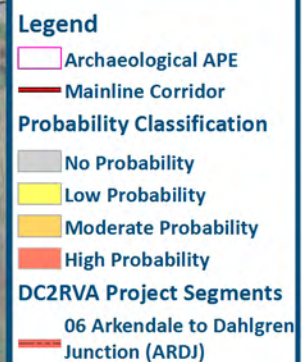 Legend
Archaeological APE
Mainline Corridor
Probability Classification
No Probability
Low Probability
Moderate Probability
High Probability
DC2RVA Project Segments
06 Arkendale to Dahlgren
Junction (ARDJ)